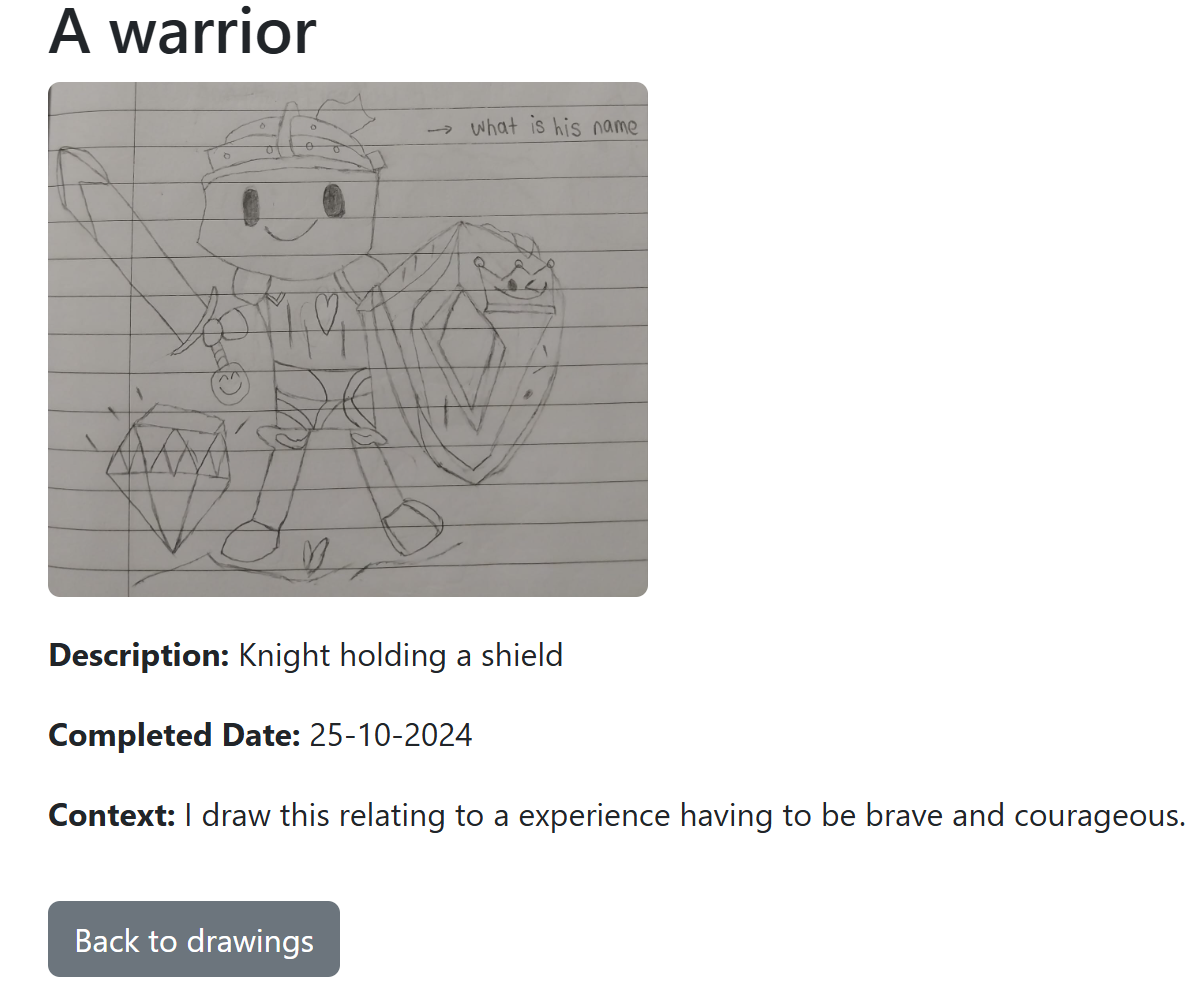 A warrior
→ what is his name
Description: Knight holding a shield
Completed Date: 25-10-2024
Context: I draw this relating to a experience having to be brave and courageous.
Back to drawings